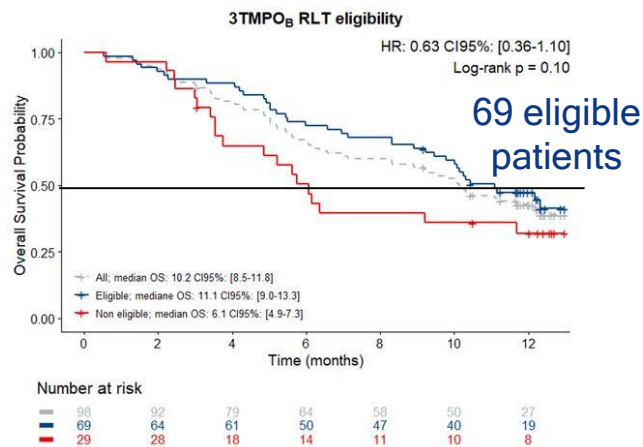 3TMPO_B RLT eligibility
HR: 0.63 CI95%: [0.36-1.10]
Log-rank p = 0.10
69 eligible
patients
Overall Survival Probability
1.00
0.75
0.50
0.25
0.00
All; median OS: 10.2 CI95%: [8.5-11.8]
Eligible; mediane OS: 11.1 CI95%: [9.0-13.3]
Non eligible; median OS: 6.1 CI95%: [4.9-7.3]
0 2 4 6 8 10 12
Time (months)
Number at risk
98 92 79 64 58 50 27
69 64 61 50 47 40 19
29 28 18 14 11 10 8